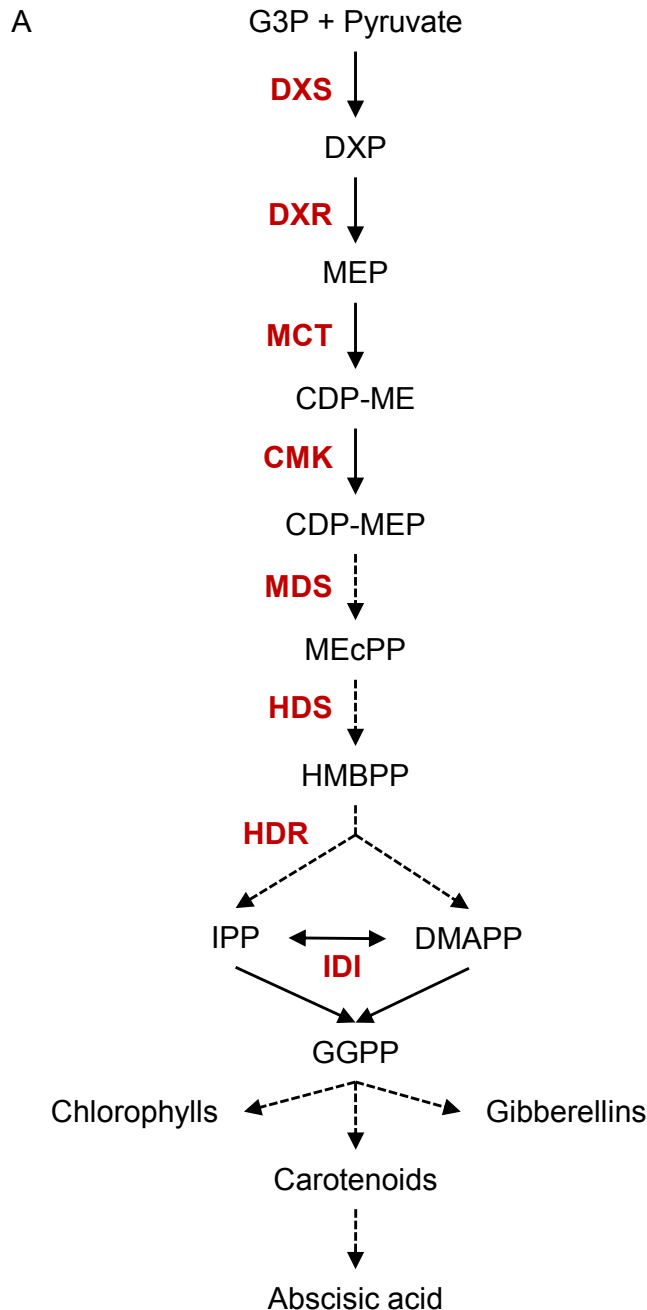 A
G3P + Pyruvate
DXS
DXP
DXR
MEP
MCT
CDP-ME
CMK
CDP-MEP
MDS
MEcPP
HDS
HMBPP
HDR
IPP
DMAPP
IDI
GGPP
Chlorophylls
Gibberellins
Carotenoids
Abscisic acid